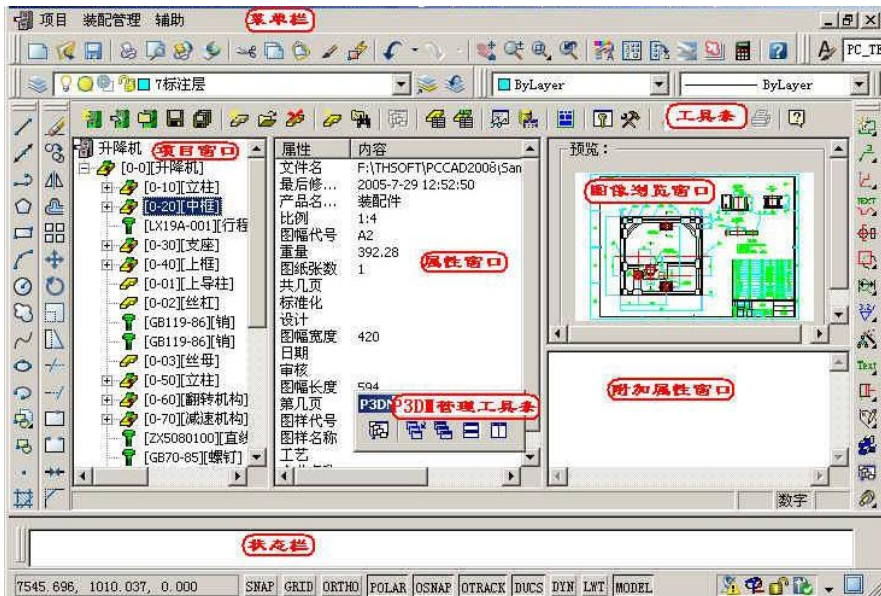 项目 装配管理 辅助 菜单栏
PC_TE
7标注层 ByLayer ByLayer
工具条
升降机 项目窗口
[0-0][升降机]
[0-10][立柱]
[0-20][中框]
[LX19A-001][行程
[0-30][支座]
[0-40][上框]
[0-01][上导柱]
[0-02][丝杠]
[GB119-86][销]
[GB119-86][销]
[0-03][丝母]
[0-50][立柱]
[0-60][翻转机构]
[0-70][减速机构]
[ZX5080100][直线
[GB70-85][螺钉]
属性 内容
文件名 F:\THSOFT\PCCAD2008(San
最后修... 2005-7-29 12:52:50
产品名... 装配件
比例 1:4
图幅代号 A2
重量 392.28
图纸张数 1
共几页
标准化
设计
图幅宽度 420
日期
审核
图幅长度 594
第几页
图样代号
图样名称
工艺
属性窗口
P3DM管理工具条
预览:
图像浏览窗口
附加属性窗口
Text
数字
状态栏
7545.696, 1010.037, 0.000 SNAP GRID ORTHO POLAR OSNAP OTRACK DUCS DYN LWT MODEL